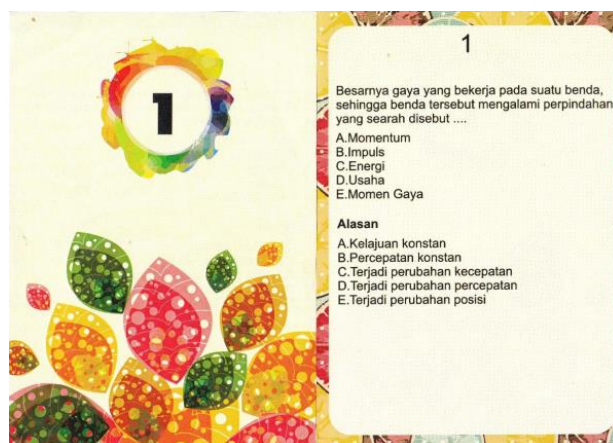 1
1
Besarnya gaya yang bekerja pada suatu benda,
sehingga benda tersebut mengalami perpindahan
yang searah disebut ....
A.Momentum
B.Impuls
C.Energi
D.Usaha
E.Momen Gaya
Alasan
A.Kelajuan konstan
B.Percepatan konstan
C.Terjadi perubahan kecepatan
D.Terjadi perubahan percepatan
E.Terjadi perubahan posisi